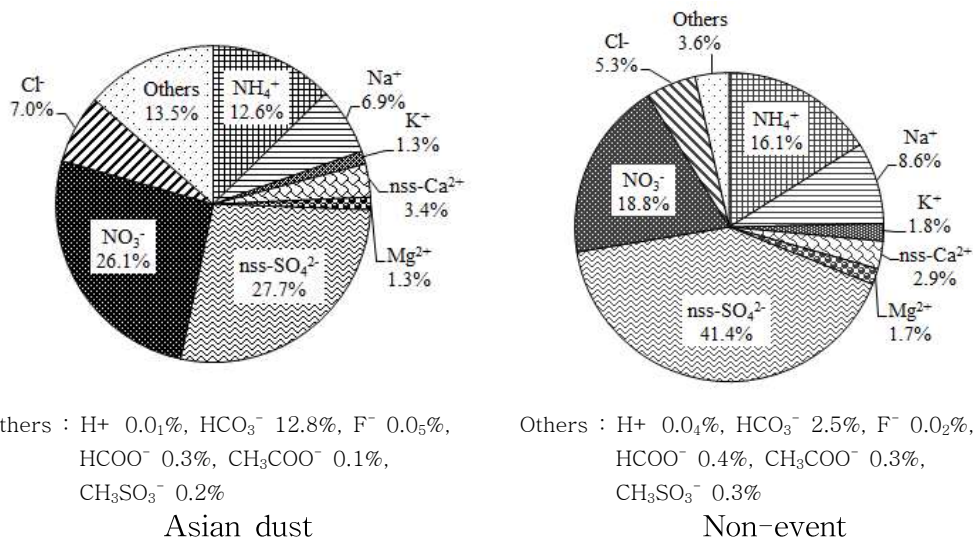 Others
3.6%
Cl-
5.3%
NH₄⁺
16.1%
Na⁺
8.6%
K⁺
1.8%
nss-Ca²⁺
2.9%
Mg²⁺
1.7%
nss-SO₄²⁻
41.4%
NO₃⁻
18.8%
Cl-
7.0%
Others
13.5%
NH₄⁺
12.6%
Na⁺
6.9%
K⁺
1.3%
nss-Ca²⁺
3.4%
Mg²⁺
1.3%
nss-SO₄²⁻
27.7%
NO₃⁻
26.1%
thers : H+ 0.0₁%, HCO₃⁻ 12.8%, F⁻ 0.0₅%,
HCOO⁻ 0.3%, CH₃COO⁻ 0.1%,
CH₃SO₃⁻ 0.2%
Asian dust
Others : H+ 0.0₄%, HCO₃⁻ 2.5%, F⁻ 0.0₂%,
HCOO⁻ 0.4%, CH₃COO⁻ 0.3%,
CH₃SO₃⁻ 0.3%
Non-event